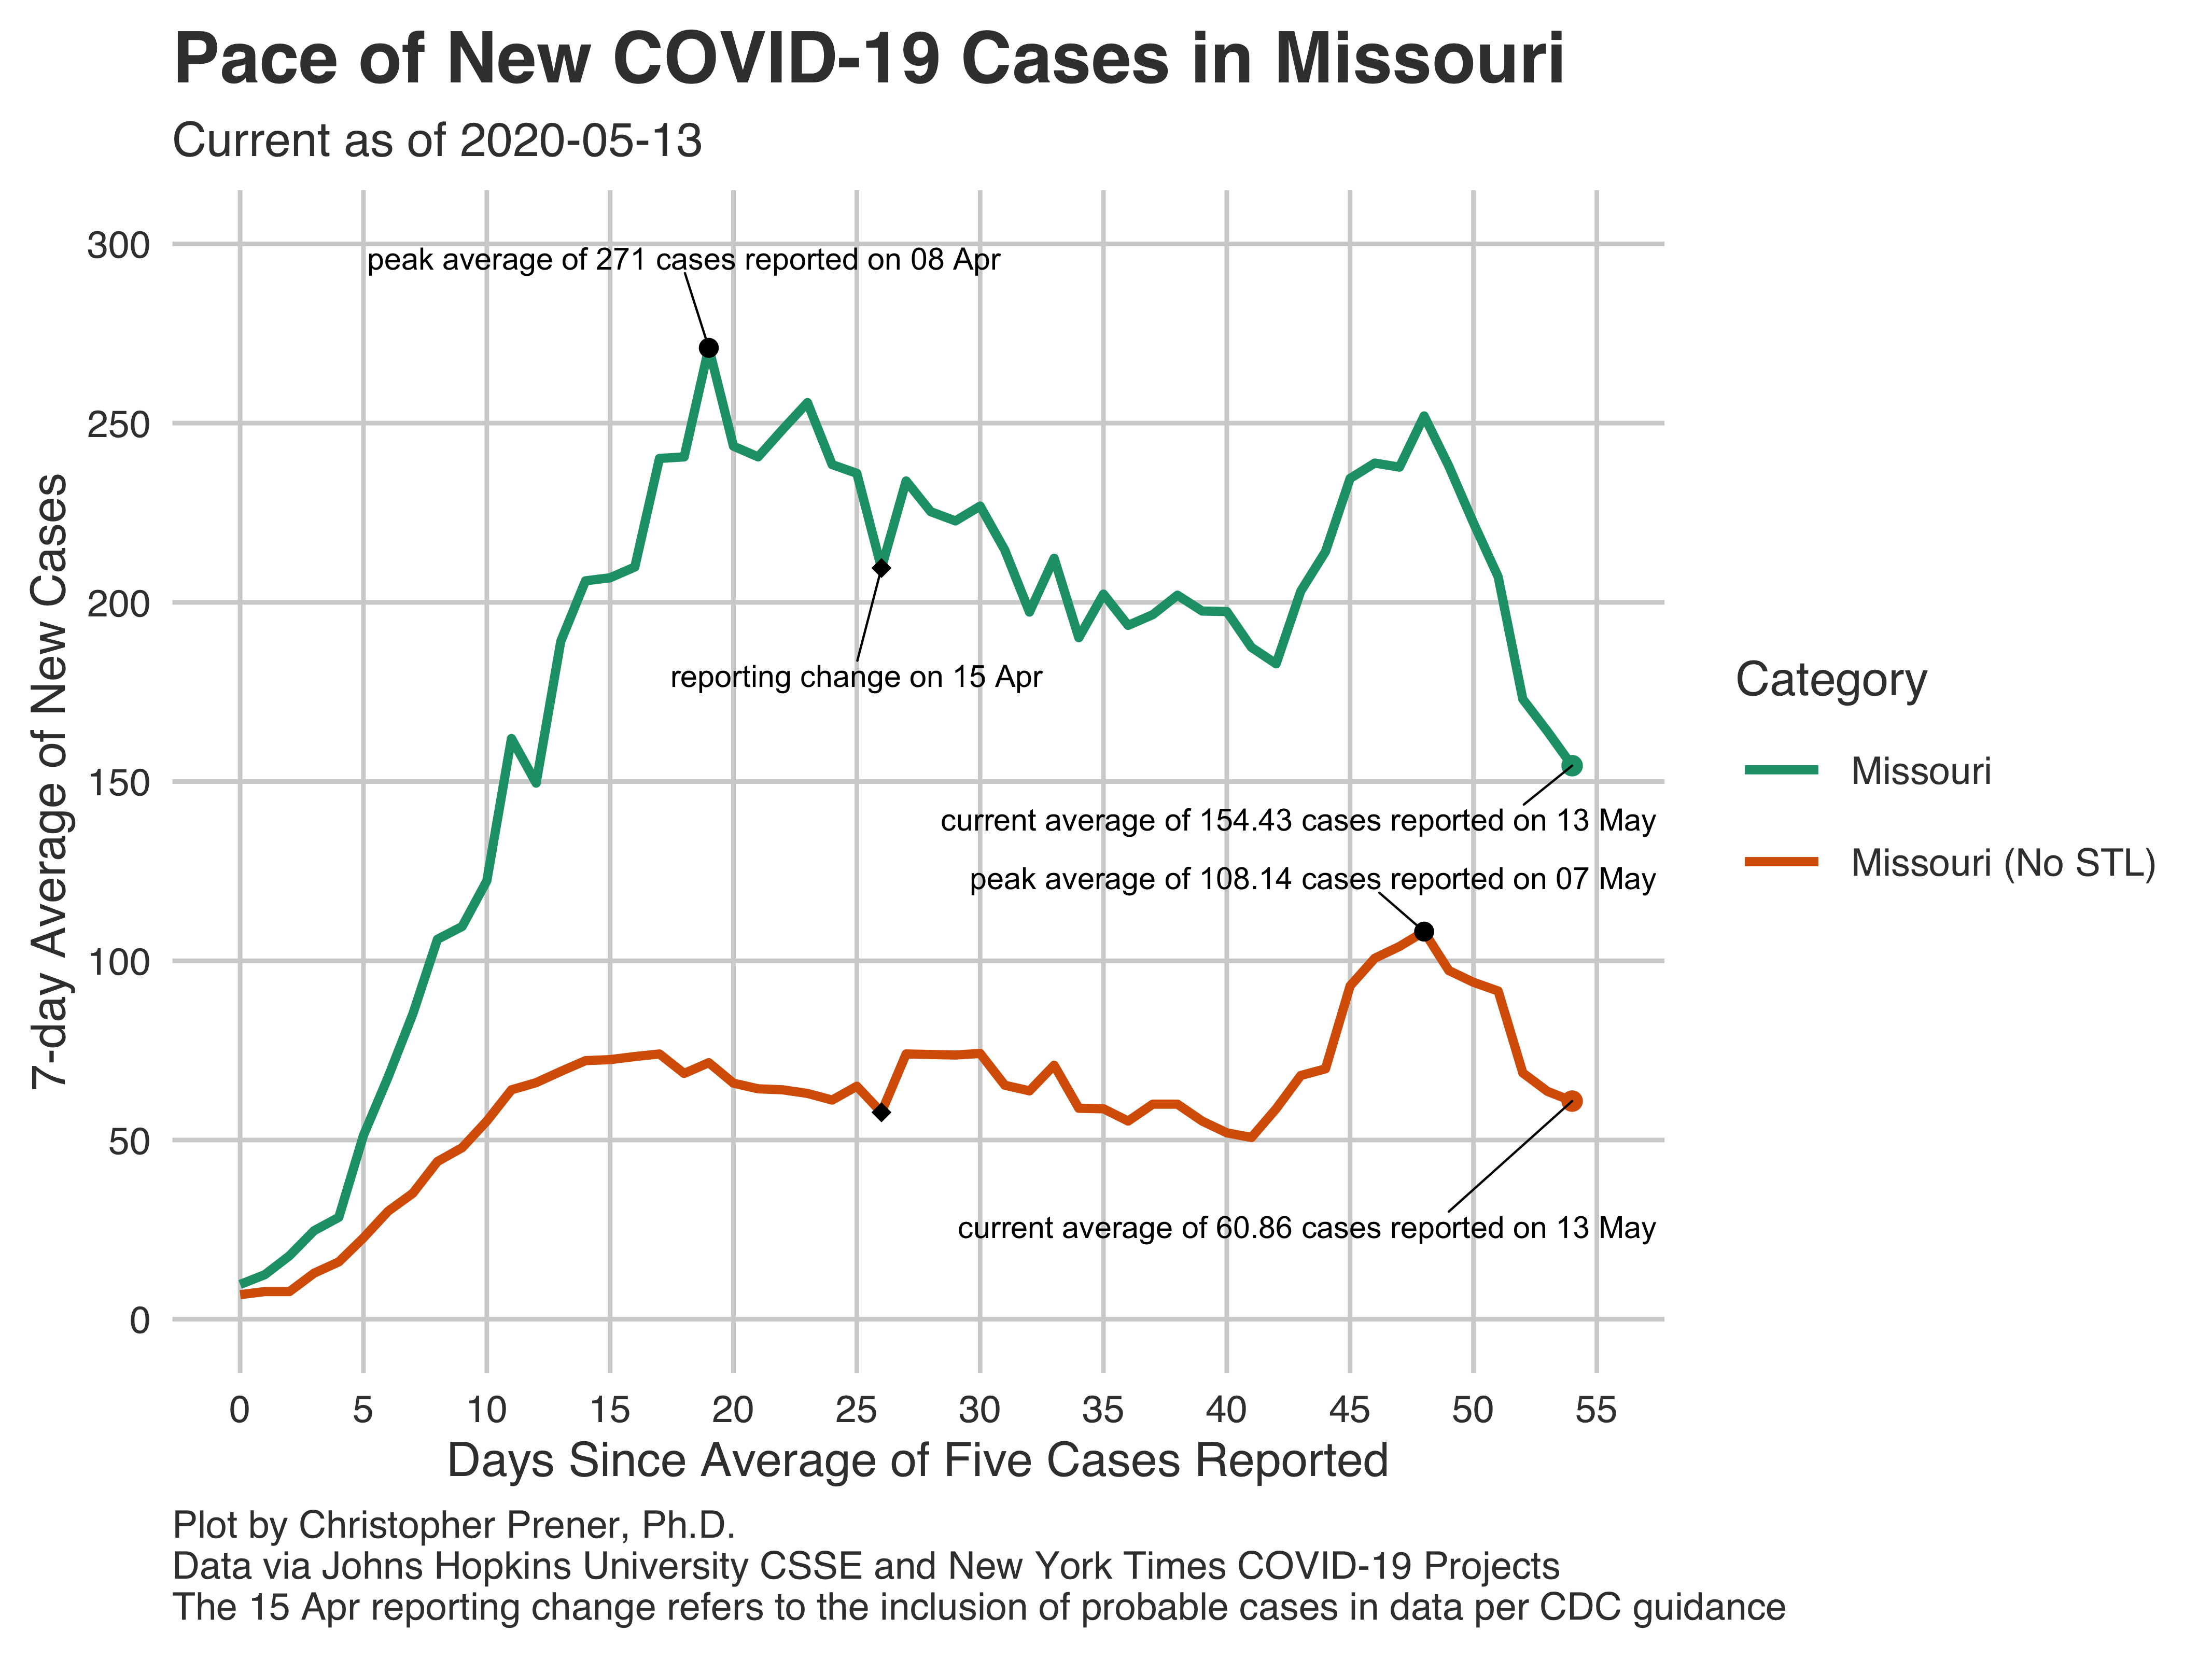 Pace of New COVID-19 Cases in Missouri
Current as of 2020-05-13
7-day Average of New Cases
300
250
200
150
100
50
0
peak average of 271 cases reported on 08 Apr
reporting change on 15 Apr
current average of 154.43 cases reported on 13 May
peak average of 108.14 cases reported on 07 May
current average of 60.86 cases reported on 13 May
0 5 10 15 20 25 30 35 40 45 50 55
Days Since Average of Five Cases Reported
Category
Missouri
Missouri (No STL)
Plot by Christopher Prener, Ph.D.
Data via Johns Hopkins University CSSE and New York Times COVID-19 Projects
The 15 Apr reporting change refers to the inclusion of probable cases in data per CDC guidance